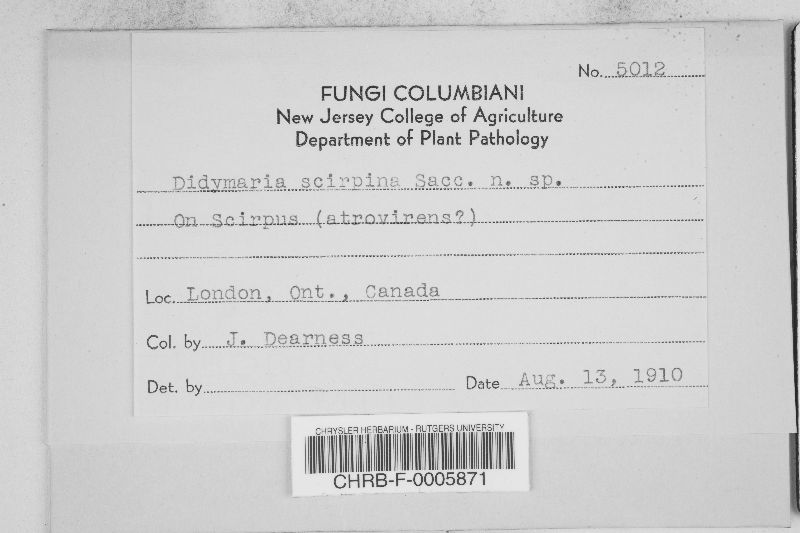 No. 5012
FUNGI COLUMBIANI
New Jersey College of Agriculture
Department of Plant Pathology
Didymaria scirpina Sacc. n. sp.
On Scirpus (atrovirens?)
Loc. London, Ont., Canada
Col. by J. Dearness
Det. by
Date Aug. 13, 1910
CHRYSLER HERBARIUM - RUTGERS UNIVERSITY
CHRB-F-0005871